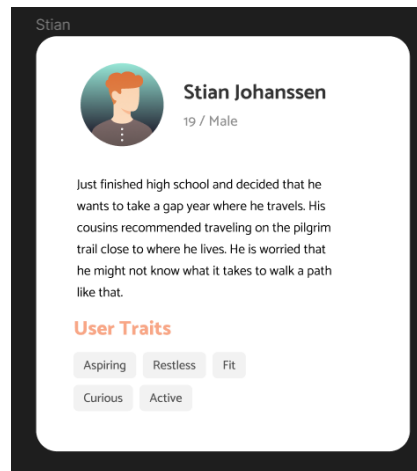 Stian
Stian Johanssen
19 / Male
Just finished high school and decided that he
wants to take a gap year where he travels. His
cousins recommended traveling on the pilgrim
trail close to where he lives. He is worried that
he might not know what it takes to walk a path
like that.
User Traits
Aspiring Restless Fit
Curious Active